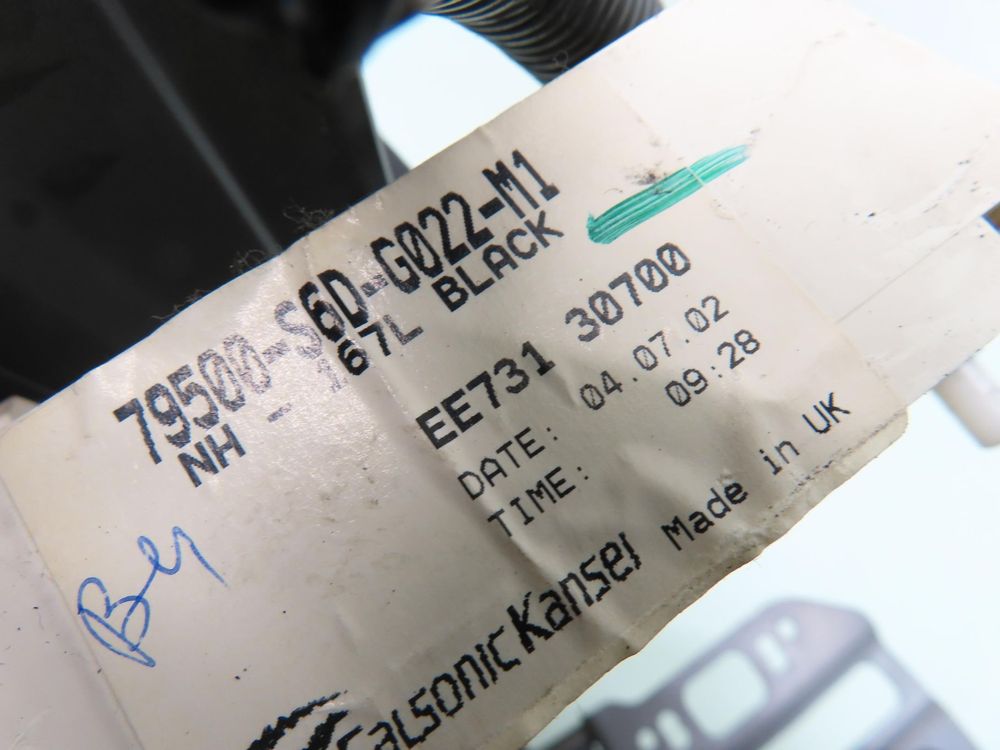 79500-S6D-G022-M1
NH - 167L BLACK
EE731 30700
DATE: 04.07.02
TIME: 09:28
CalsonicKansei Made in UK